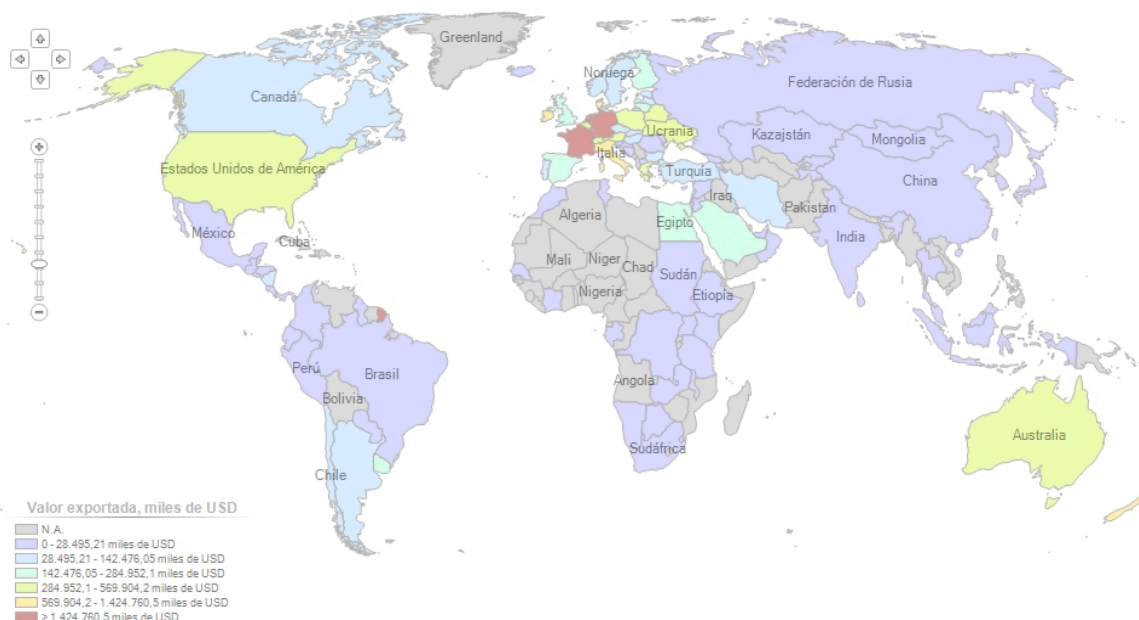 Greenland
Noruega
Federación de Rusia
Canadá
Ucrania
Kazajstán
Mongolia
Estados Unidos de América
Italia
Turquía
China
Iraq
Pakistan
México
Cuba
Algeria
Egipto
India
Mali
Niger
Chad
Sudán
Nigeria
Etiopía
Perú
Brasil
Angola
Bolivia
Australia
Sudáfrica
Chile
Valor exportada, miles de USD
N.A.
0 - 28.495,21 miles de USD
28.495,21 - 142.476,05 miles de USD
142.476,05 - 284.952,1 miles de USD
284.952,1 - 569.904,2 miles de USD
569.904,2 - 1.424.760,5 miles de USD
> 1.424.760,5 miles de USD